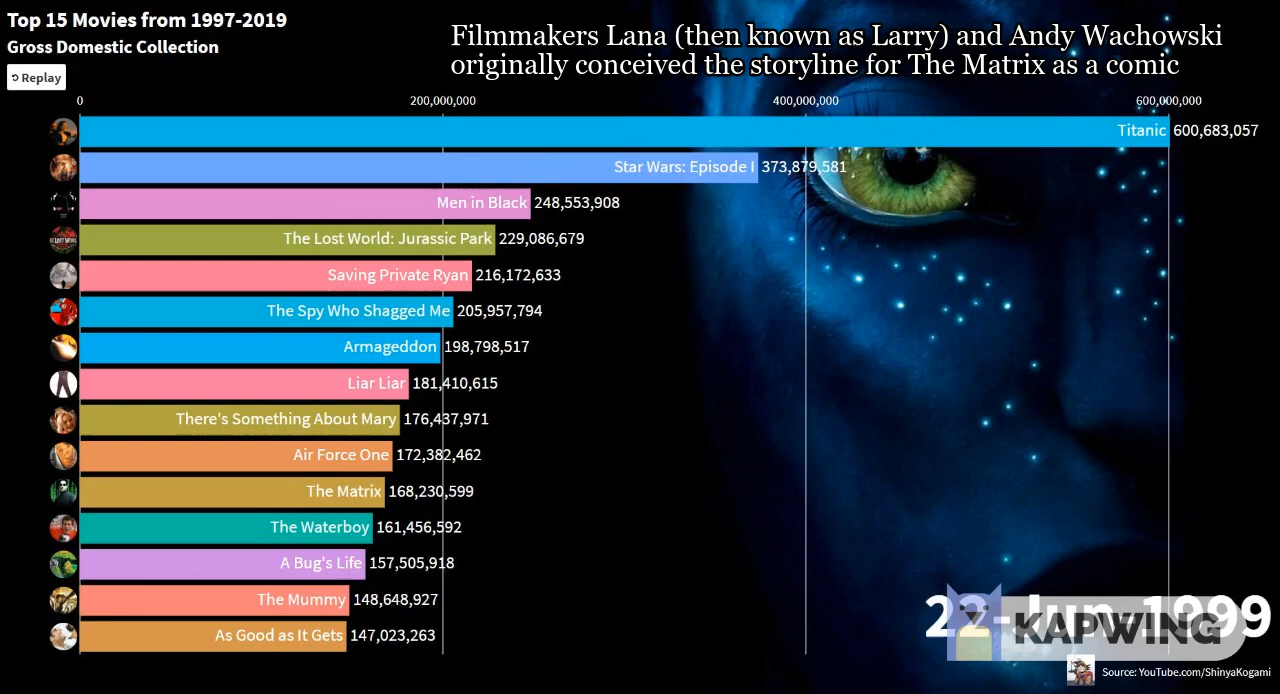 Top 15 Movies from 1997-2019
Gross Domestic Collection
Replay
Filmmakers Lana (then known as Larry) and Andy Wachowski
originally conceived the storyline for The Matrix as a comic
0 200,000,000 400,000,000 600,000,000
Titanic 600,683,057
Star Wars: Episode I 373,879,581
Men in Black 248,553,908
The Lost World: Jurassic Park 229,086,679
Saving Private Ryan 216,172,633
The Spy Who Shagged Me 205,957,794
Armageddon 198,798,517
Liar Liar 181,410,615
There's Something About Mary 176,437,971
Air Force One 172,382,462
The Matrix 168,230,599
The Waterboy 161,456,592
A Bug's Life 157,505,918
The Mummy 148,648,927
As Good as It Gets 147,023,263
22-Jun-1999
KAPWING
Source: YouTube.com/ShinyaKogami